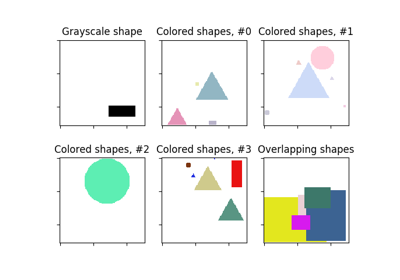 Grayscale shape
Colored shapes, #0
Colored shapes, #1
Colored shapes, #2
Colored shapes, #3
Overlapping shapes